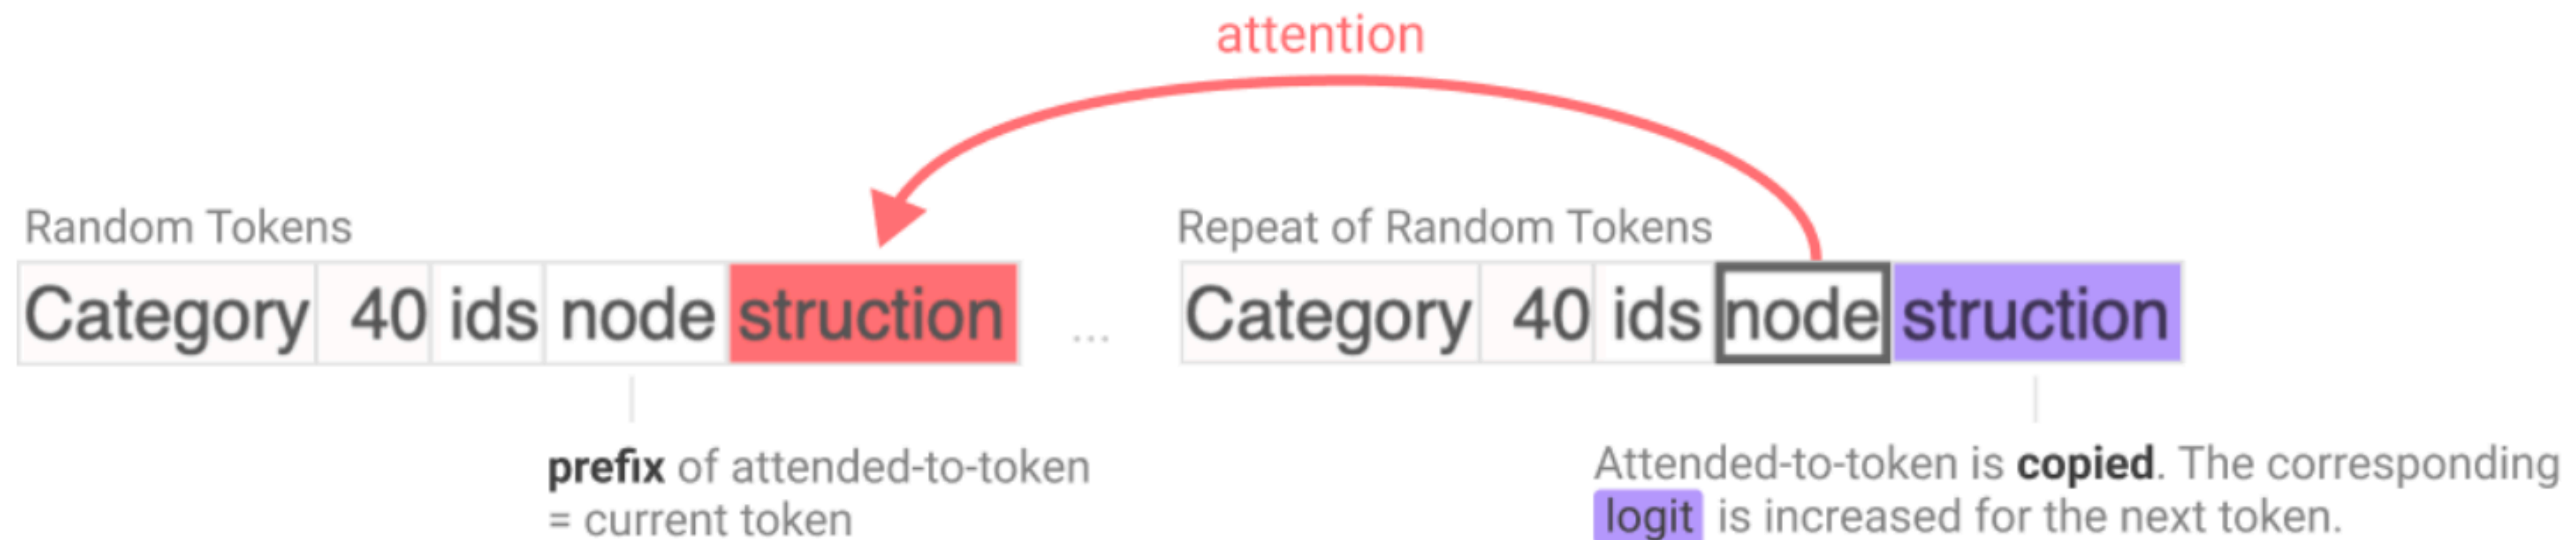 attention
Random Tokens
Repeat of Random Tokens
Category 40 ids node struction ... Category 40 ids node struction
prefix of attended-to-token
= current token
Attended-to-token is copied. The corresponding
logit is increased for the next token.